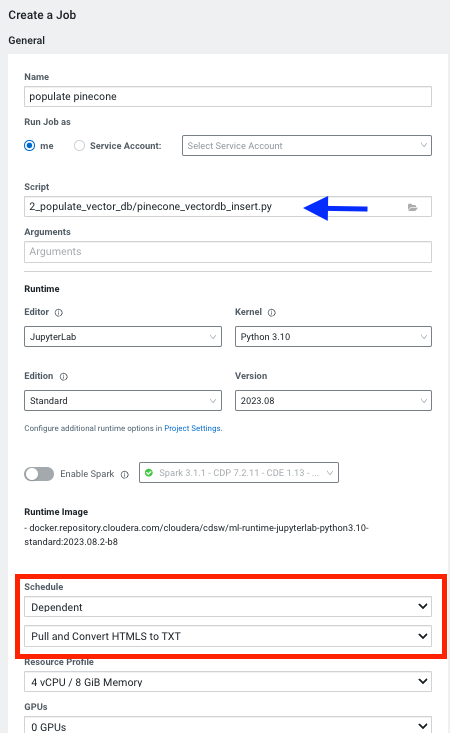 Create a Job
General
Name
populate pinecone
Run Job as
me Service Account: Select Service Account
Script
2_populate_vector_db/pinecone_vectordb_insert.py
Arguments
Arguments
Runtime
Editor Kernel
JupyterLab Python 3.10
Edition Version
Standard 2023.08
Configure additional runtime options in Project Settings.
Enable Spark Spark 3.1.1 - CDP 7.2.11 - CDE 1.13 - ...
Runtime Image
- docker.repository.cloudera.com/cloudera/cdsw/ml-runtime-jupyterlab-python3.10-
standard:2023.08.2-b8
Schedule
Dependent
Pull and Convert HTMLS to TXT
Resource Profile
4 vCPU / 8 GiB Memory
GPUs
0 GPUs